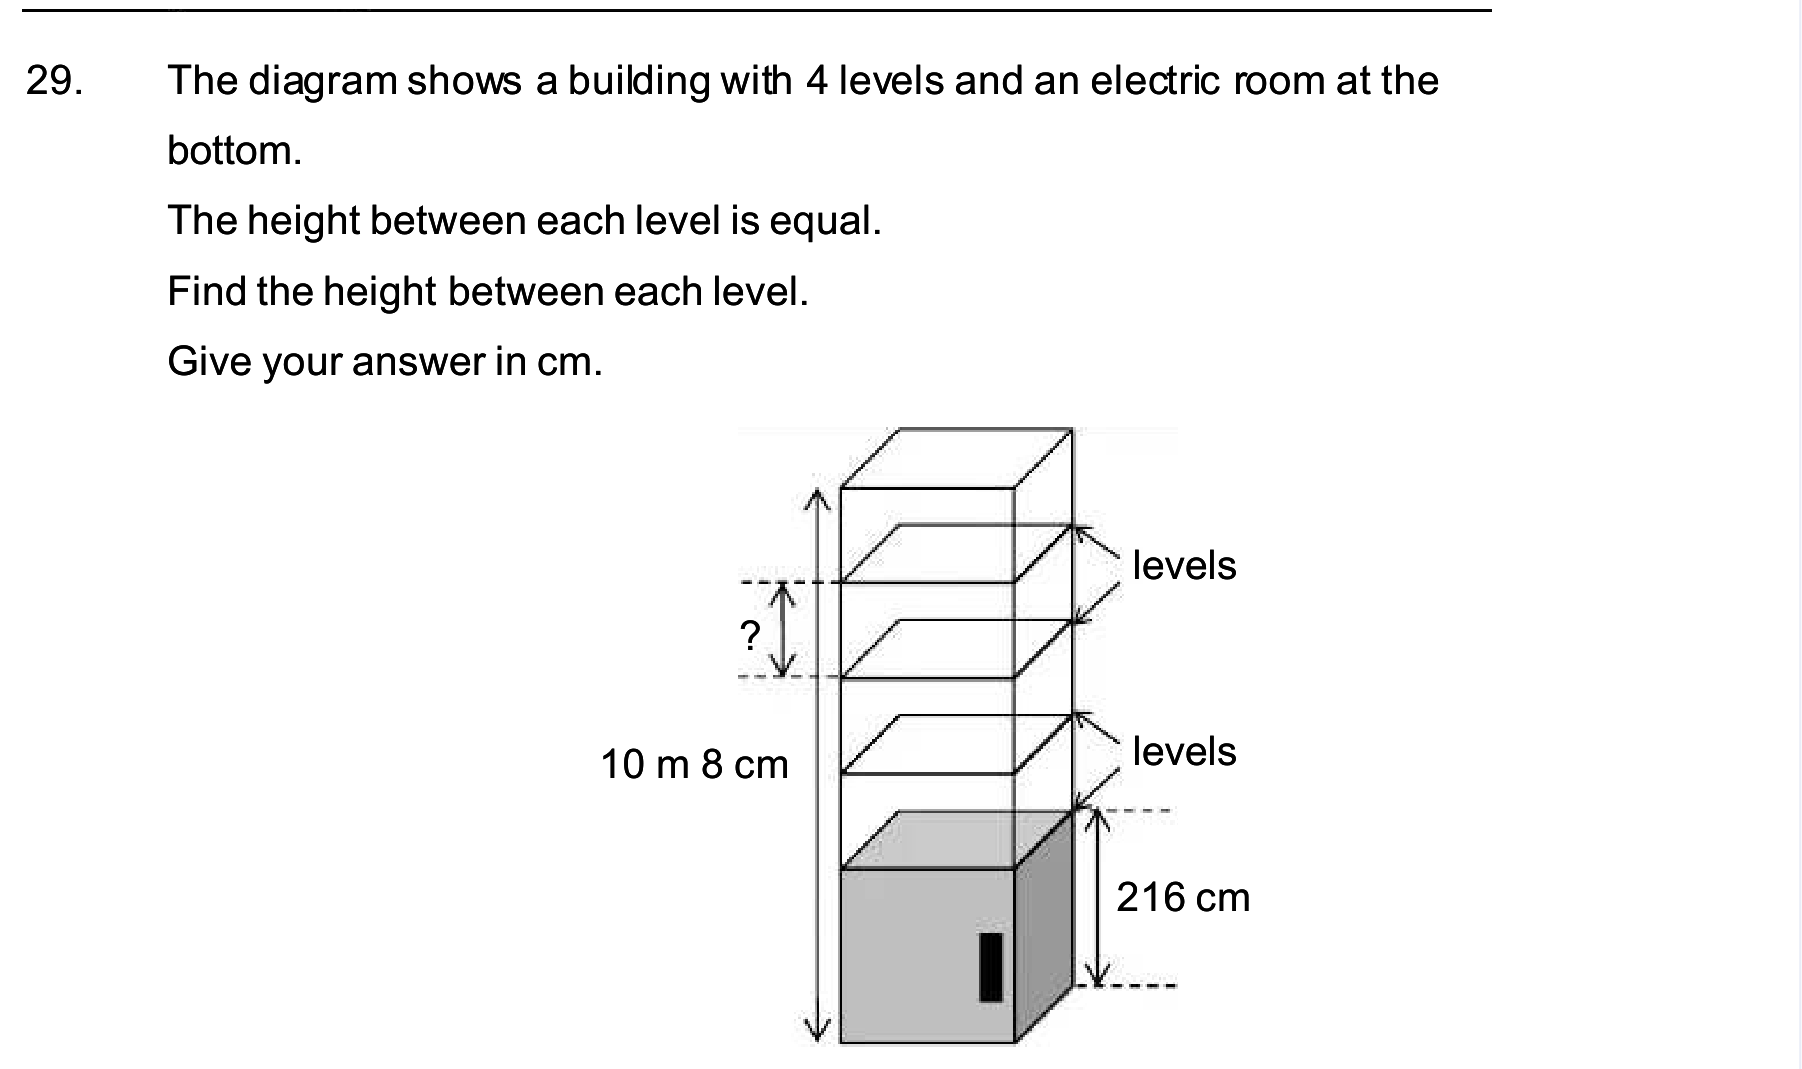 29. The diagram shows a building with 4 levels and an electric room at the
bottom.
The height between each level is equal.
Find the height between each level.
Give your answer in cm.
levels
?
levels
10 m 8 cm
216 cm